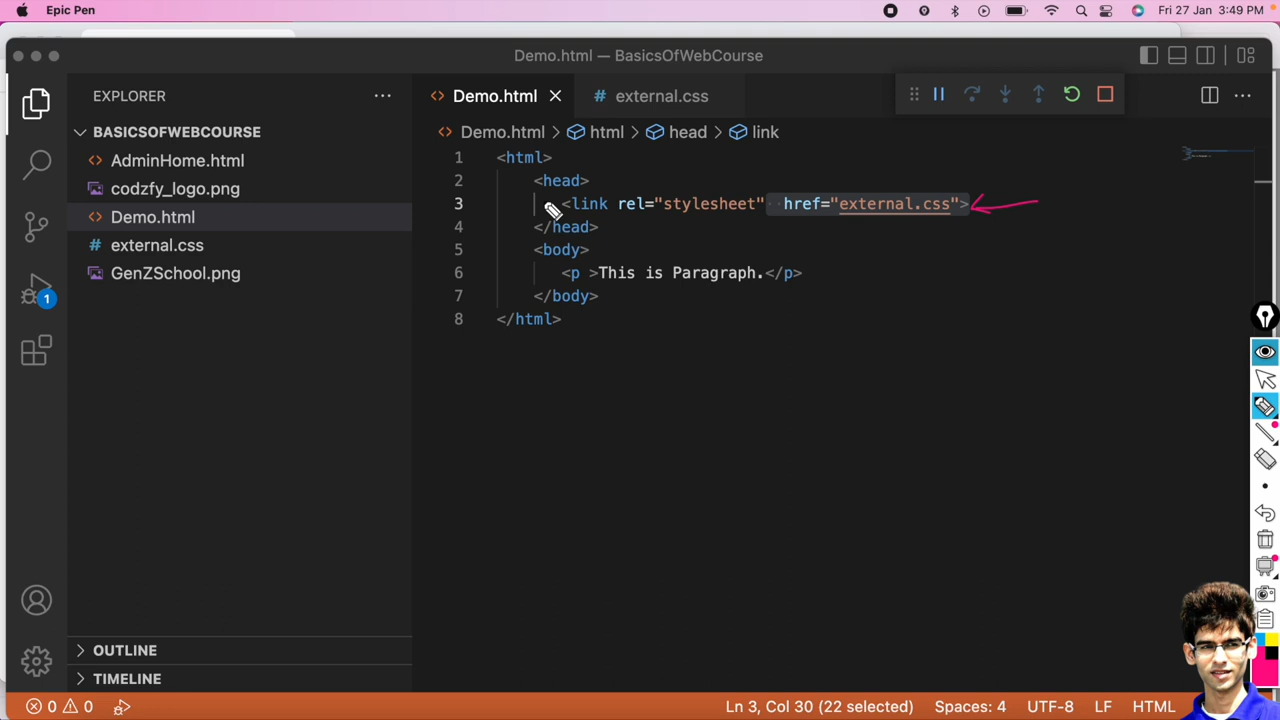 Epic Pen
Fri 27 Jan 3:49 PM
Demo.html — BasicsOfWebCourse
EXPLORER
Demo.html
external.css
BASICSOFWEBCOURSE
Demo.html > html > head > link
AdminHome.html
codzfy_logo.png
Demo.html
external.css
GenZSchool.png
1
1 <html>
2 <head>
3 <link rel="stylesheet" href="external.css">
4 </head>
5 <body>
6 <p >This is Paragraph.</p>
7 </body>
8 </html>
OUTLINE
TIMELINE
0 0
Ln 3, Col 30 (22 selected) Spaces: 4 UTF-8 LF HTML